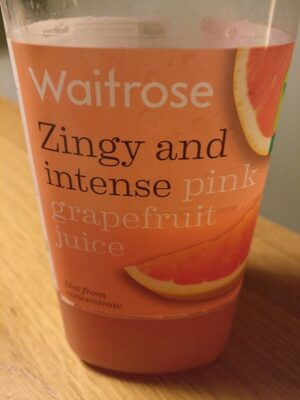 Waitrose
Zingy and
intense pink
grapefruit
juice
Not from
concentrate